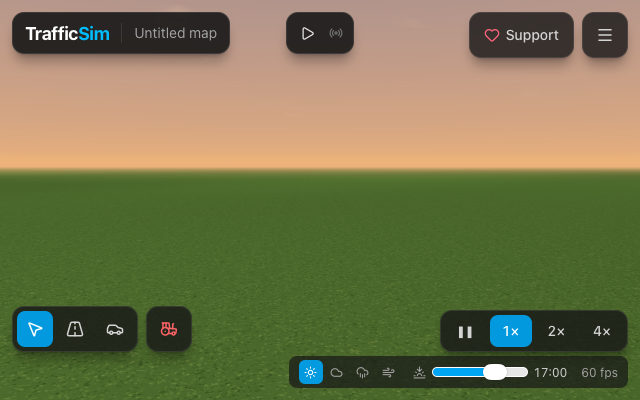 TrafficSim
Untitled map
Support
1×
2×
4×
17:00
60 fps